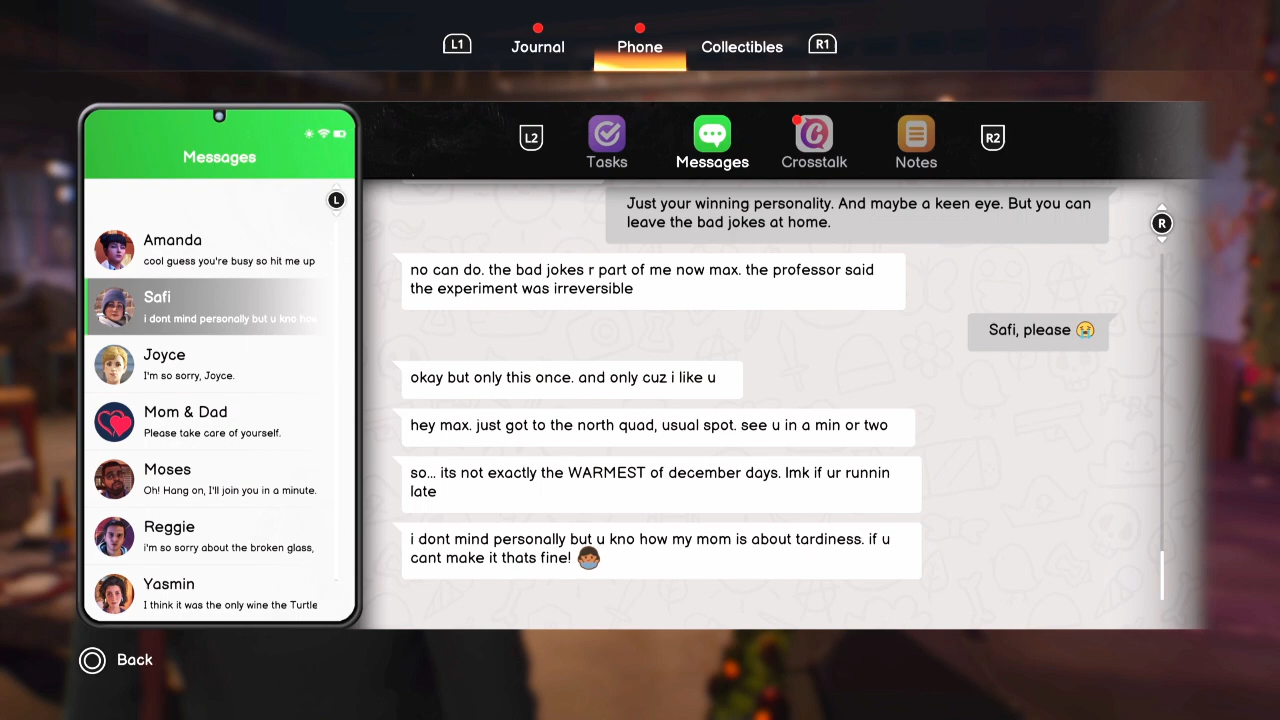 L1
Journal
Phone
Collectibles
R1
Messages
L2
Tasks
Messages
Crosstalk
Notes
R2
L
Amanda
cool guess you're busy so hit me up
Safi
i dont mind personally but u kno how
Joyce
I'm so sorry, Joyce.
Mom & Dad
Please take care of yourself.
Moses
Oh! Hang on, I'll join you in a minute.
Reggie
i'm so sorry about the broken glass,
Yasmin
I think it was the only wine the Turtle
R
Just your winning personality. And maybe a keen eye. But you can
leave the bad jokes at home.
no can do. the bad jokes r part of me now max. the professor said
the experiment was irreversible
Safi, please 😭
okay but only this once. and only cuz i like u
hey max. just got to the north quad, usual spot. see u in a min or two
so... its not exactly the WARMEST of december days. lmk if ur runnin
late
i dont mind personally but u kno how my mom is about tardiness. if u
cant make it thats fine!
Back